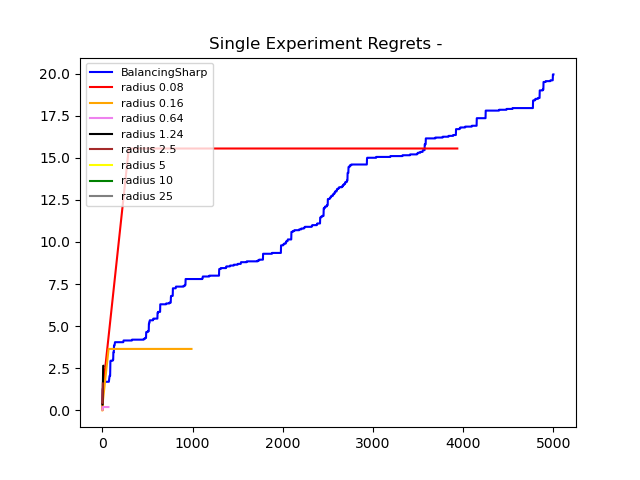 Single Experiment Regrets -
20.0
17.5
15.0
12.5
10.0
7.5
5.0
2.5
0.0
BalancingSharp
radius 0.08
radius 0.16
radius 0.64
radius 1.24
radius 2.5
radius 5
radius 10
radius 25
0 1000 2000 3000 4000 5000